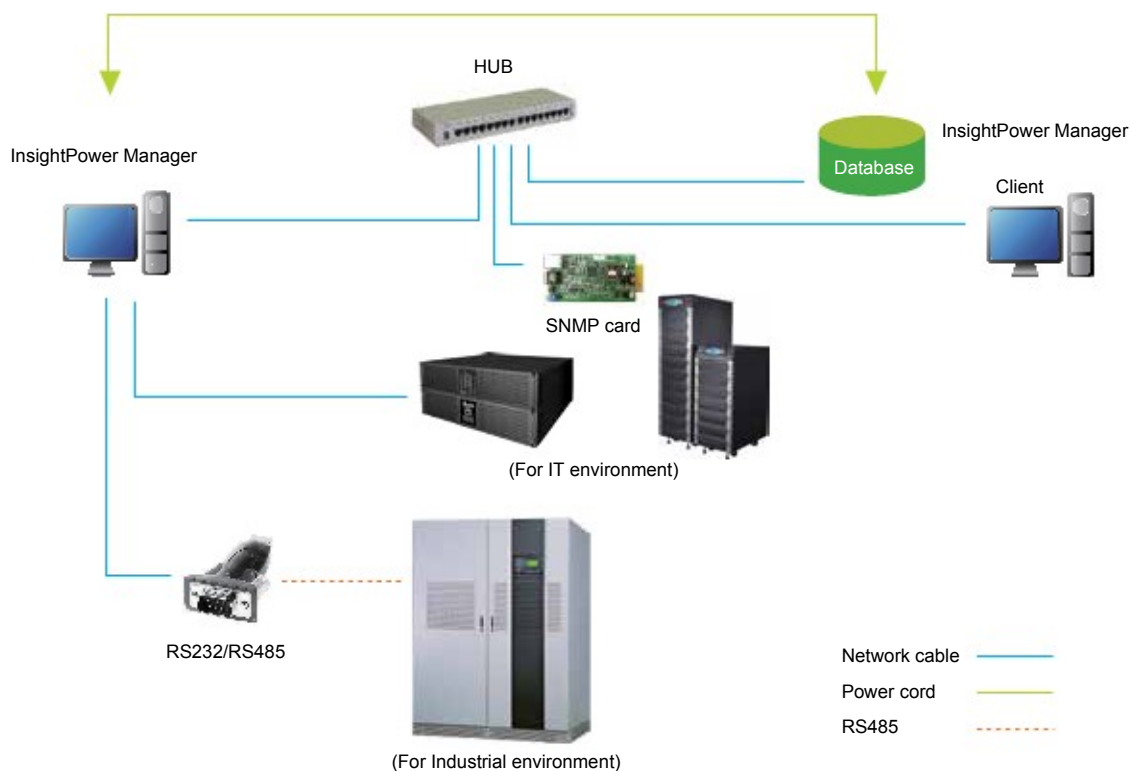 HUB
InsightPower Manager
InsightPower Manager
Database
Client
SNMP card
(For IT environment)
RS232/RS485
Network cable
Power cord
RS485
(For Industrial environment)